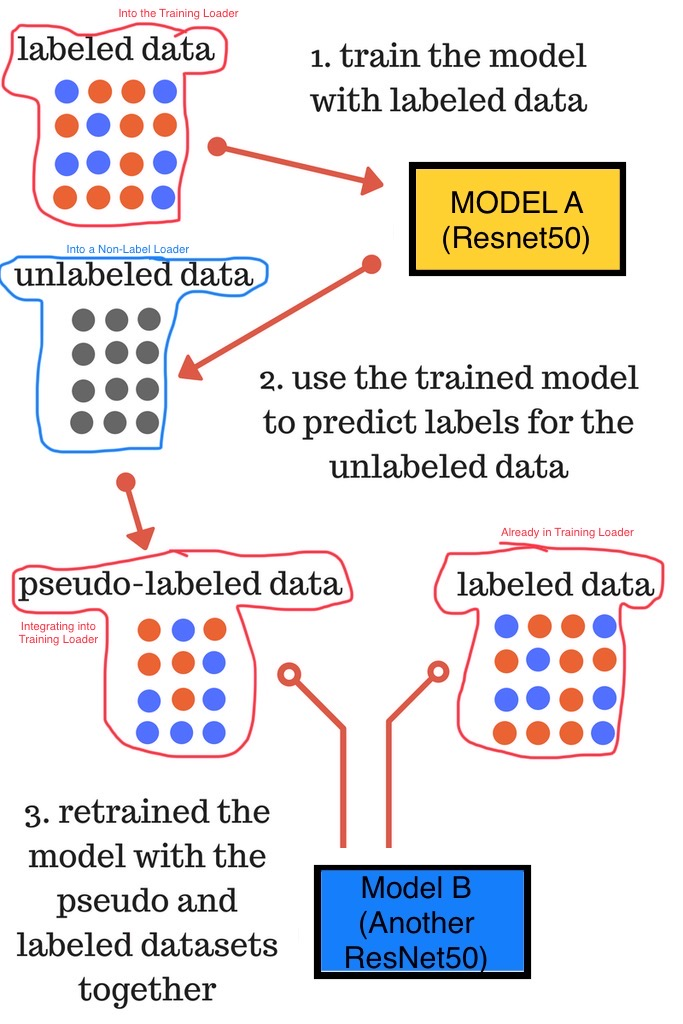 Into the Training Loader
labeled data
1. train the model
with labeled data
MODEL A
(Resnet50)
Into a Non-Label Loader
unlabeled data
2. use the trained model
to predict labels for the
unlabeled data
Already in Training Loader
pseudo-labeled data
labeled data
Integrating into
Training Loader
3. retrained the
model with the
pseudo and
labeled datasets
together
Model B
(Another
ResNet50)